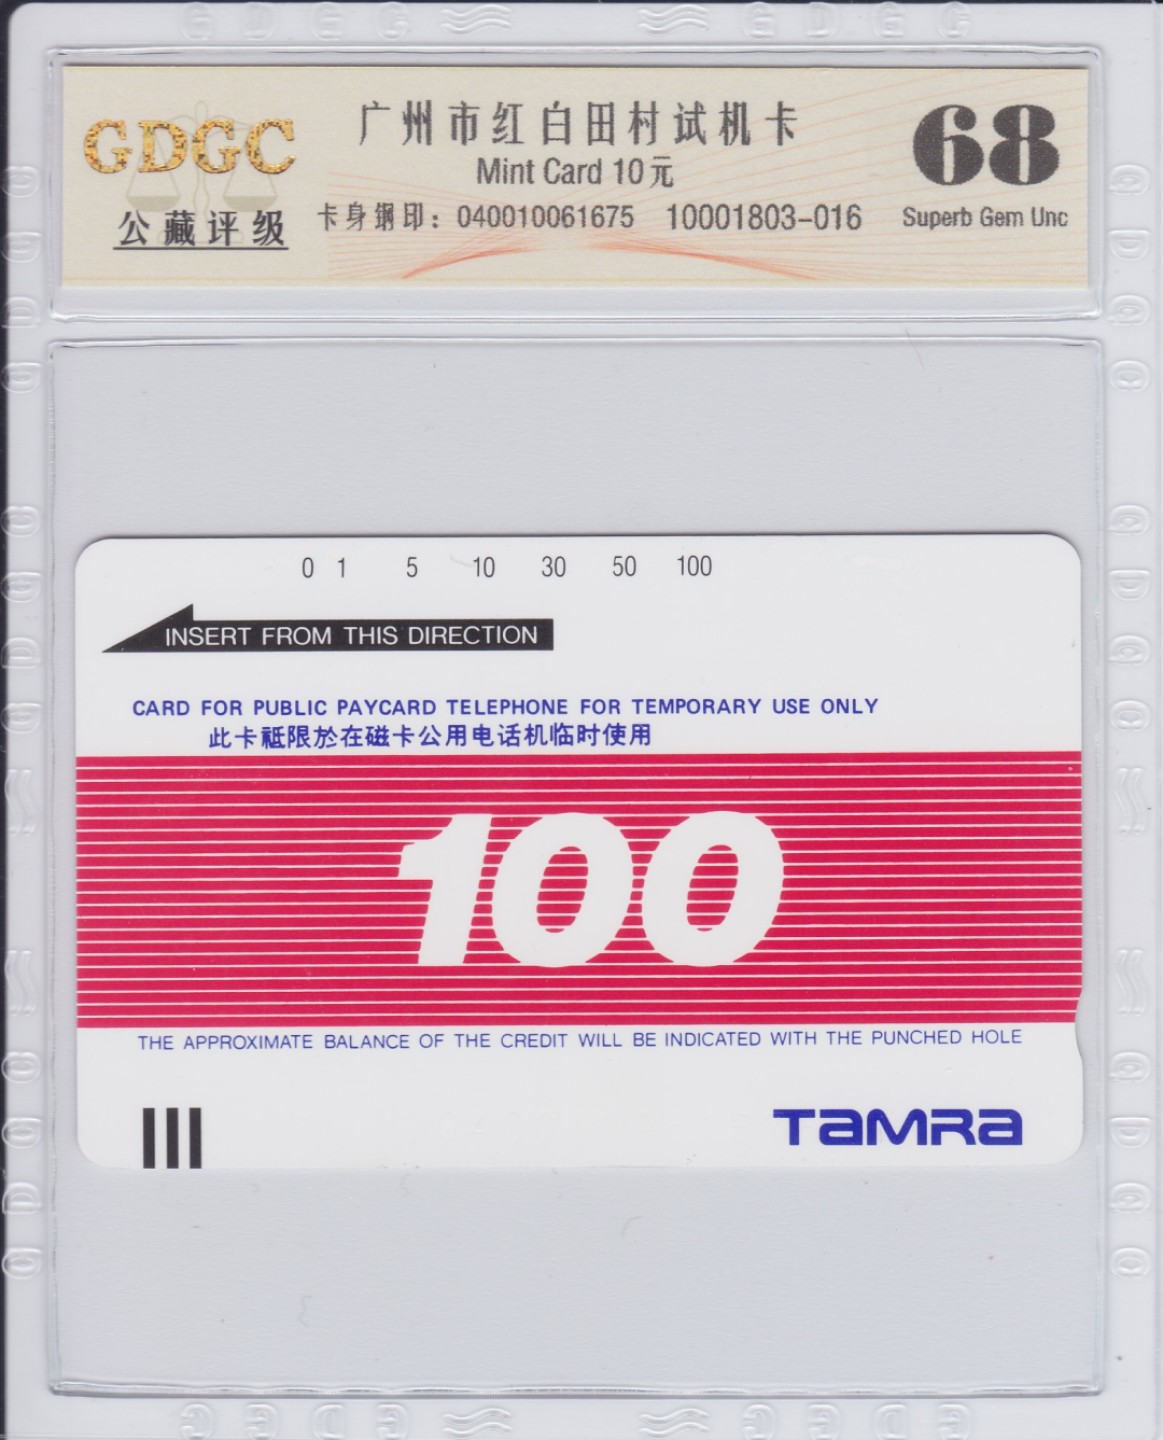 GDGC
公藏评级
广州市红白田村试机卡
Mint Card 10元
卡身钢印：040010061675 10001803-016
68
Superb Gem Unc
0 1 5 10 30 50 100
INSERT FROM THIS DIRECTION
CARD FOR PUBLIC PAYCARD TELEPHONE FOR TEMPORARY USE ONLY
此卡祗限於在磁卡公用电话机临时使用
100
THE APPROXIMATE BALANCE OF THE CREDIT WILL BE INDICATED WITH THE PUNCHED HOLE
TAMRA